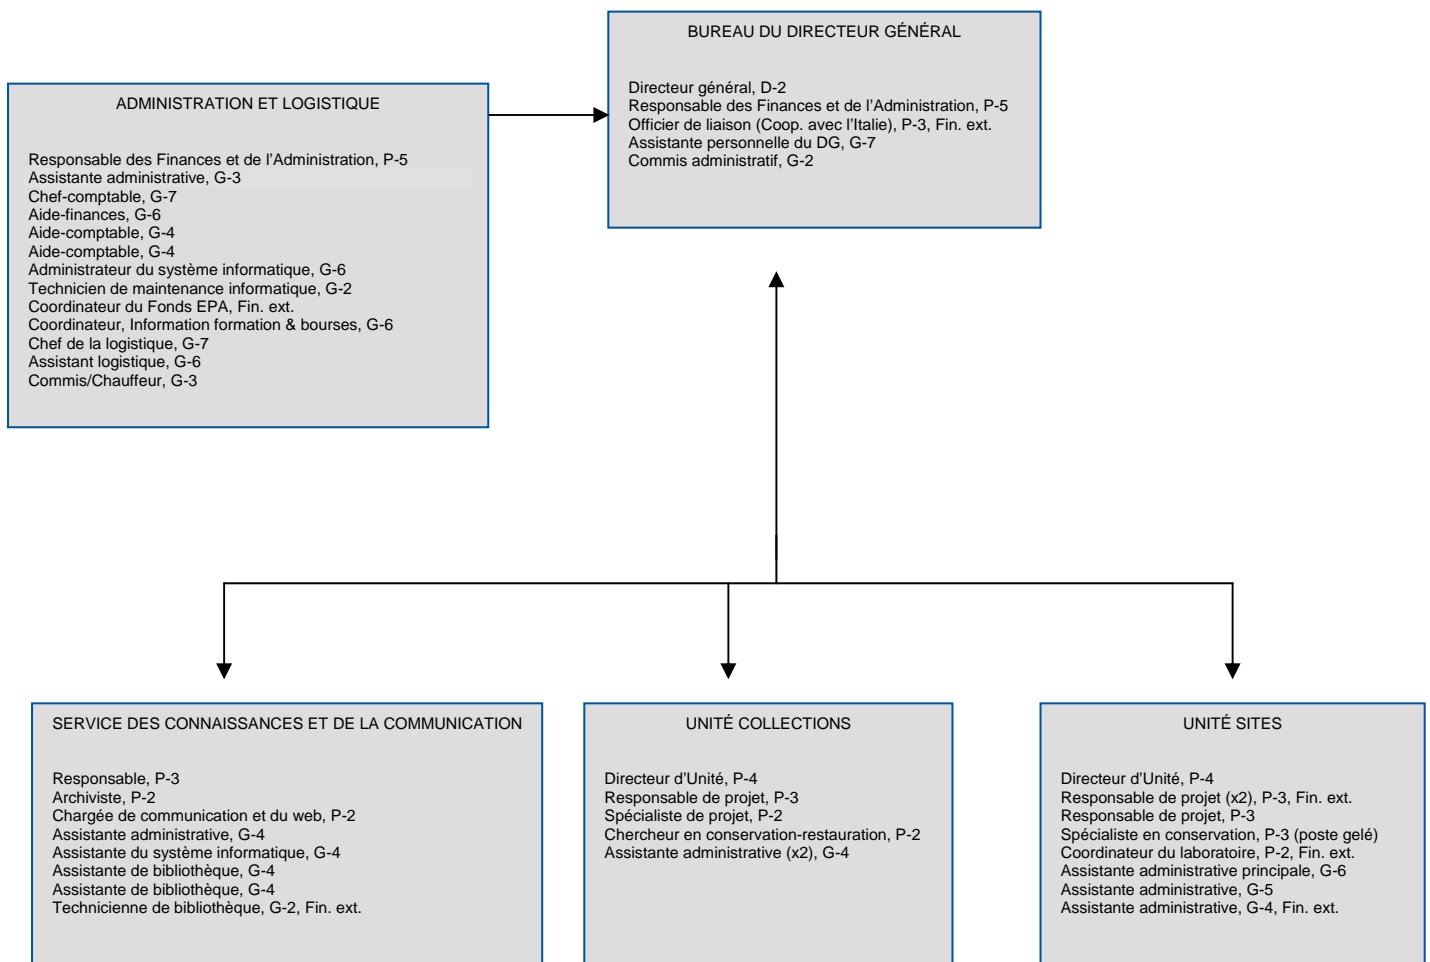 BUREAU DU DIRECTEUR GÉNÉRAL
Directeur général, D-2
Responsable des Finances et de l'Administration, P-5
Officier de liaison (Coop. avec l'Italie), P-3, Fin. ext.
Assistante personnelle du DG, G-7
Commis administratif, G-2
ADMINISTRATION ET LOGISTIQUE
Responsable des Finances et de l'Administration, P-5
Assistante administrative, G-3
Chef-comptable, G-7
Aide-finances, G-6
Aide-comptable, G-4
Aide-comptable, G-4
Administrateur du système informatique, G-6
Technicien de maintenance informatique, G-2
Coordinateur du Fonds EPA, Fin. ext.
Coordinateur, Information formation & bourses, G-6
Chef de la logistique, G-7
Assistant logistique, G-6
Commis/Chauffeur, G-3
SERVICE DES CONNAISSANCES ET DE LA COMMUNICATION
Responsable, P-3
Archiviste, P-2
Chargée de communication et du web, P-2
Assistante administrative, G-4
Assistante du système informatique, G-4
Assistante de bibliothèque, G-4
Assistante de bibliothèque, G-4
Technicienne de bibliothèque, G-2, Fin. ext.
UNITÉ COLLECTIONS
Directeur d'Unité, P-4
Responsable de projet, P-3
Spécialiste de projet, P-2
Chercheur en conservation-restauration, P-2
Assistante administrative (x2), G-4
UNITÉ SITES
Directeur d'Unité, P-4
Responsable de projet (x2), P-3, Fin. ext.
Responsable de projet, P-3
Spécialiste en conservation, P-3 (poste gelé)
Coordinateur du laboratoire, P-2, Fin. ext.
Assistante administrative principale, G-6
Assistante administrative, G-5
Assistante administrative, G-4, Fin. ext.